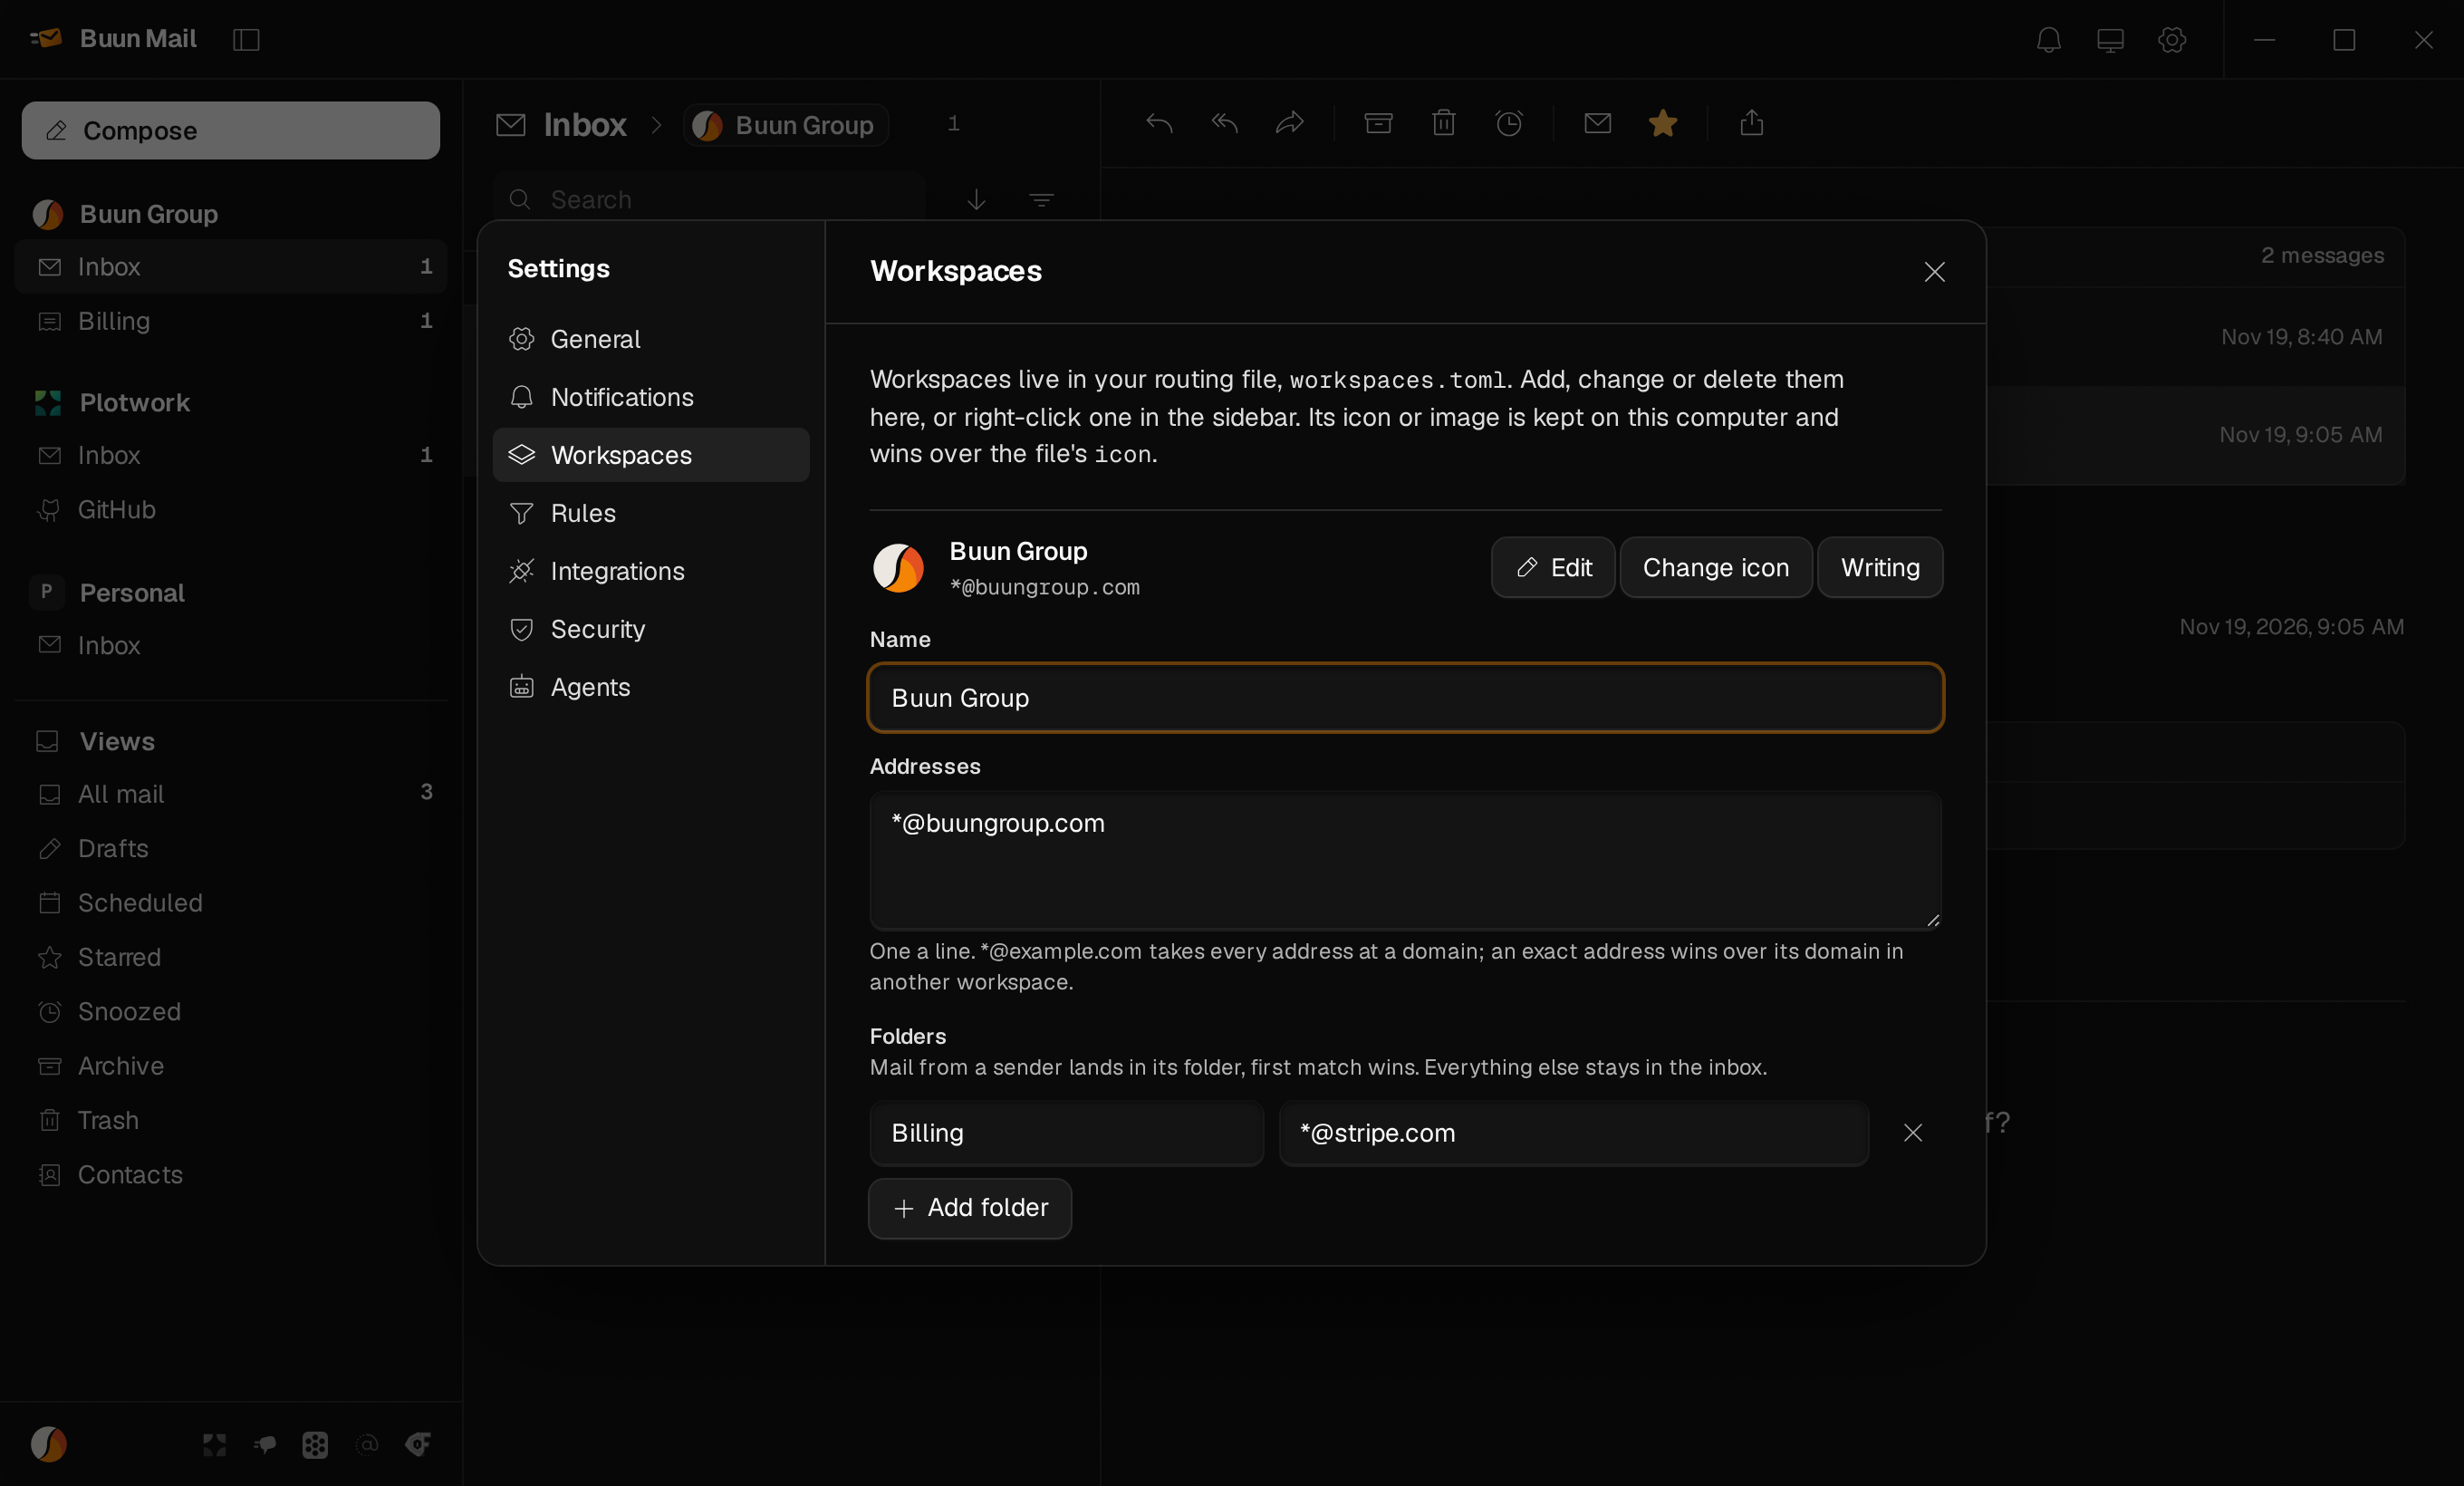 Buun Mail
Compose
Buun Group
Inbox 1
Billing 1
Plotwork
Inbox 1
GitHub
P Personal
Inbox
Views
All mail 3
Drafts
Scheduled
Starred
Snoozed
Archive
Trash
Contacts
Inbox > Buun Group 1
Search
2 messages
Nov 19, 8:40 AM
Nov 19, 9:05 AM
Nov 19, 2026, 9:05 AM
f?
Settings
General
Notifications
Workspaces
Rules
Integrations
Security
Agents
Workspaces
Workspaces live in your routing file, workspaces.toml. Add, change or delete them
here, or right-click one in the sidebar. Its icon or image is kept on this computer and
wins over the file's icon.
Buun Group
*@buungroup.com
Edit
Change icon
Writing
Name
Buun Group
Addresses
*@buungroup.com
One a line. *@example.com takes every address at a domain; an exact address wins over its domain in
another workspace.
Folders
Mail from a sender lands in its folder, first match wins. Everything else stays in the inbox.
Billing
*@stripe.com
Add folder